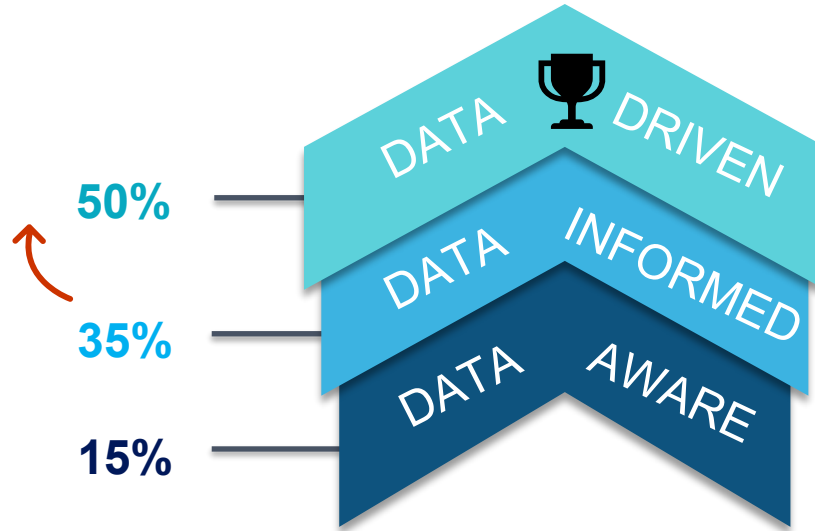 DATA DRIVEN
50%
DATA INFORMED
35%
DATA AWARE
15%